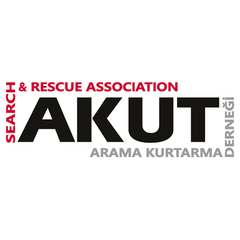 SEARCH & RESCUE ASSOCIATION
AKUT
ARAMA KURTARMA DERNEĞİ